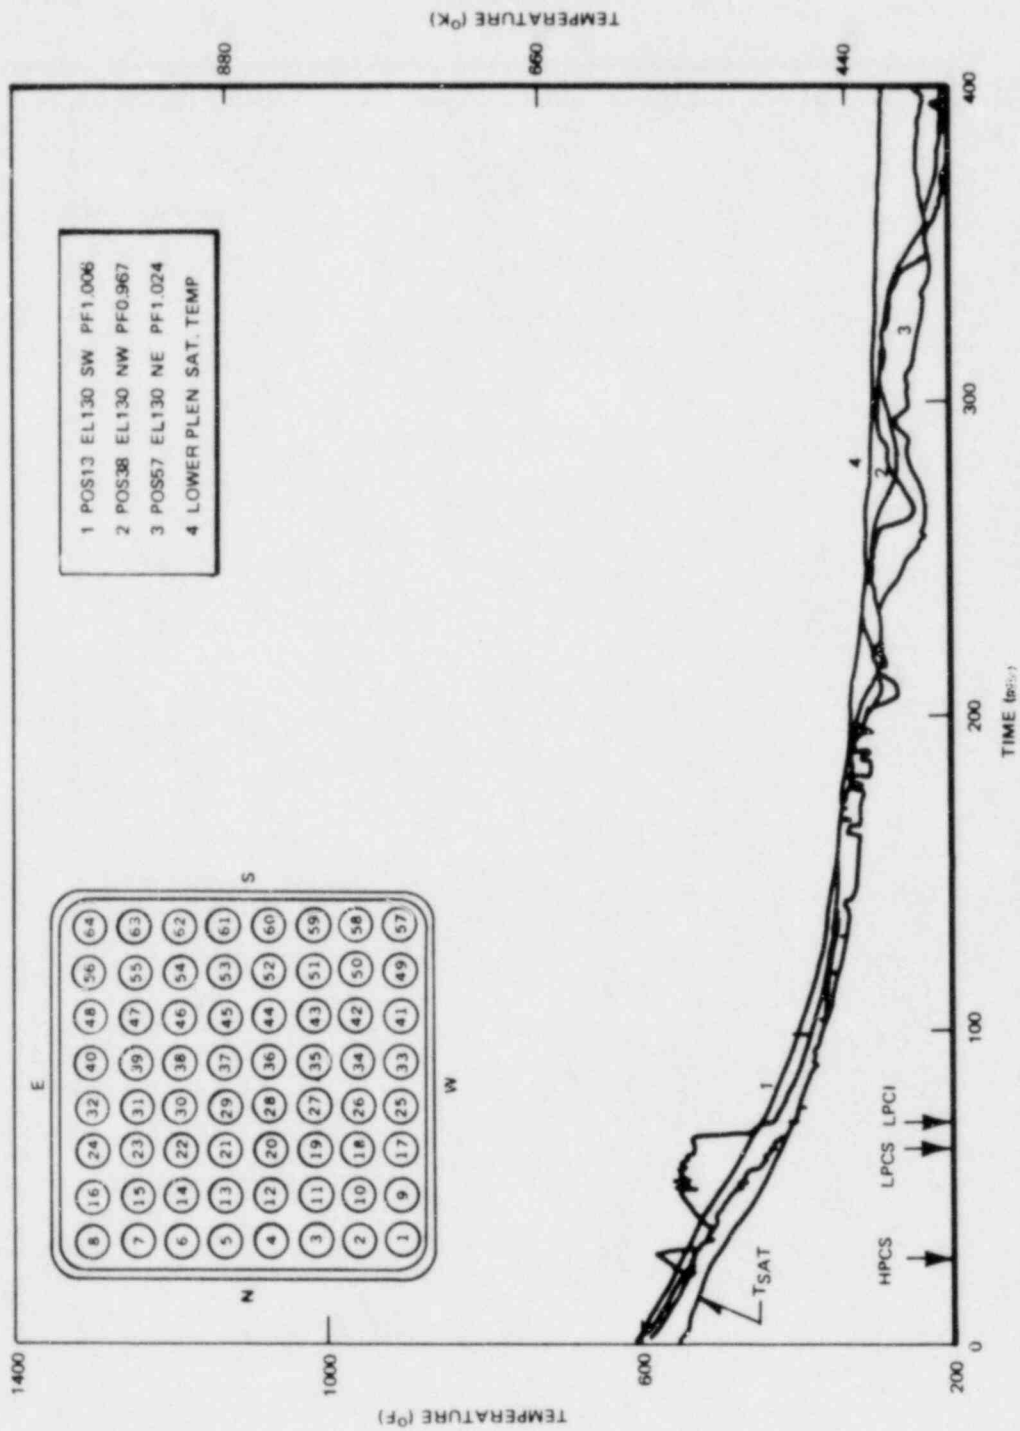 TEMPERATURE (°K)
880
660
440
1 POS13 EL130 SW PF1.006
2 POS38 EL130 NW PF0.967
3 POS57 EL130 NE PF1.024
4 LOWER PLEN SAT. TEMP
E
N
S
W
8 16 24 32 40 48 56 64
7 15 23 31 39 47 55 63
6 14 22 30 38 46 54 62
5 13 21 29 37 45 53 61
4 12 20 28 36 44 52 60
3 11 19 27 35 43 51 59
2 10 18 26 34 42 50 58
1 9 17 25 33 41 49 57
1400
1000
600
200
TEMPERATURE (°F)
TSAT
1
4
2
3
HPCS
LPCS
LPCI
0
100
200
300
400
TIME